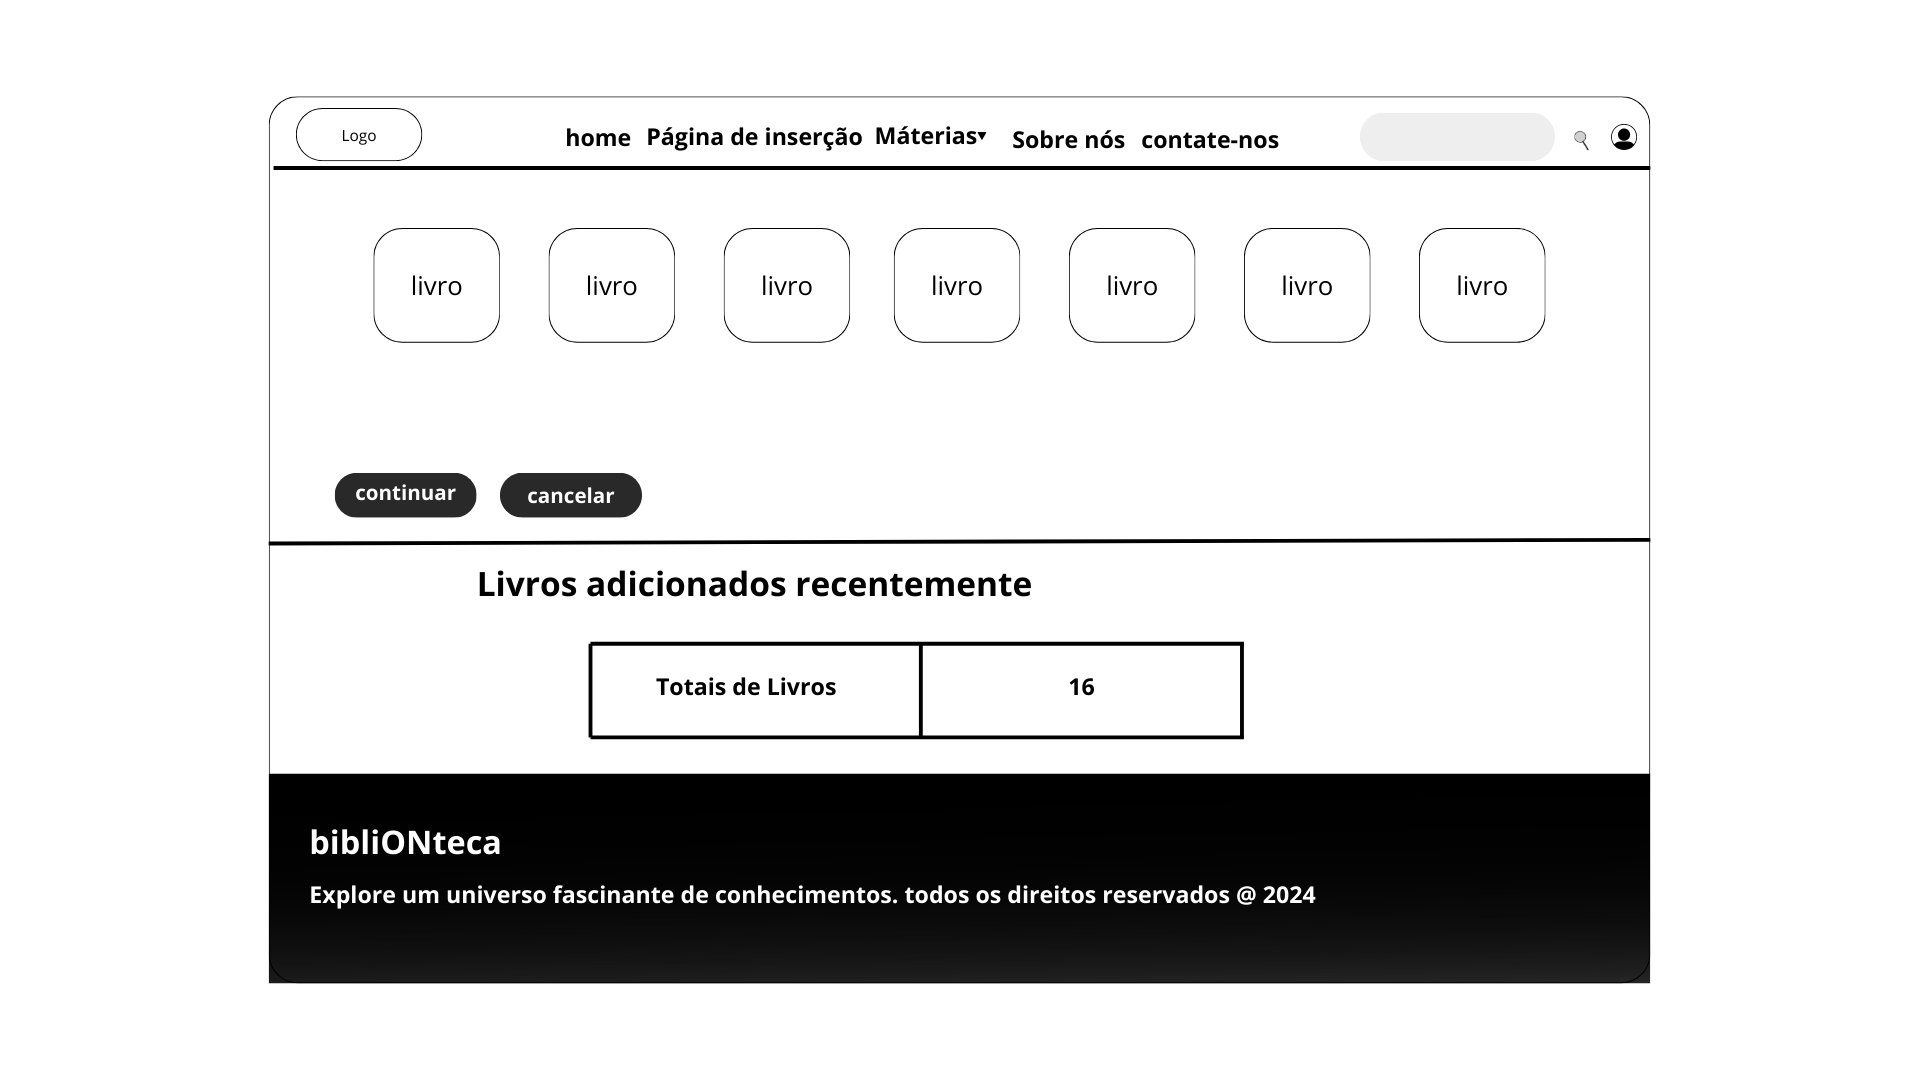 Logo home Página de inserção Máterias Sobre nós contate-nos
livro livro livro livro livro livro livro
continuar cancelar
Livros adicionados recentemente
Totais de Livros 16
bibliONteca
Explore um universo fascinante de conhecimentos. todos os direitos reservados @ 2024